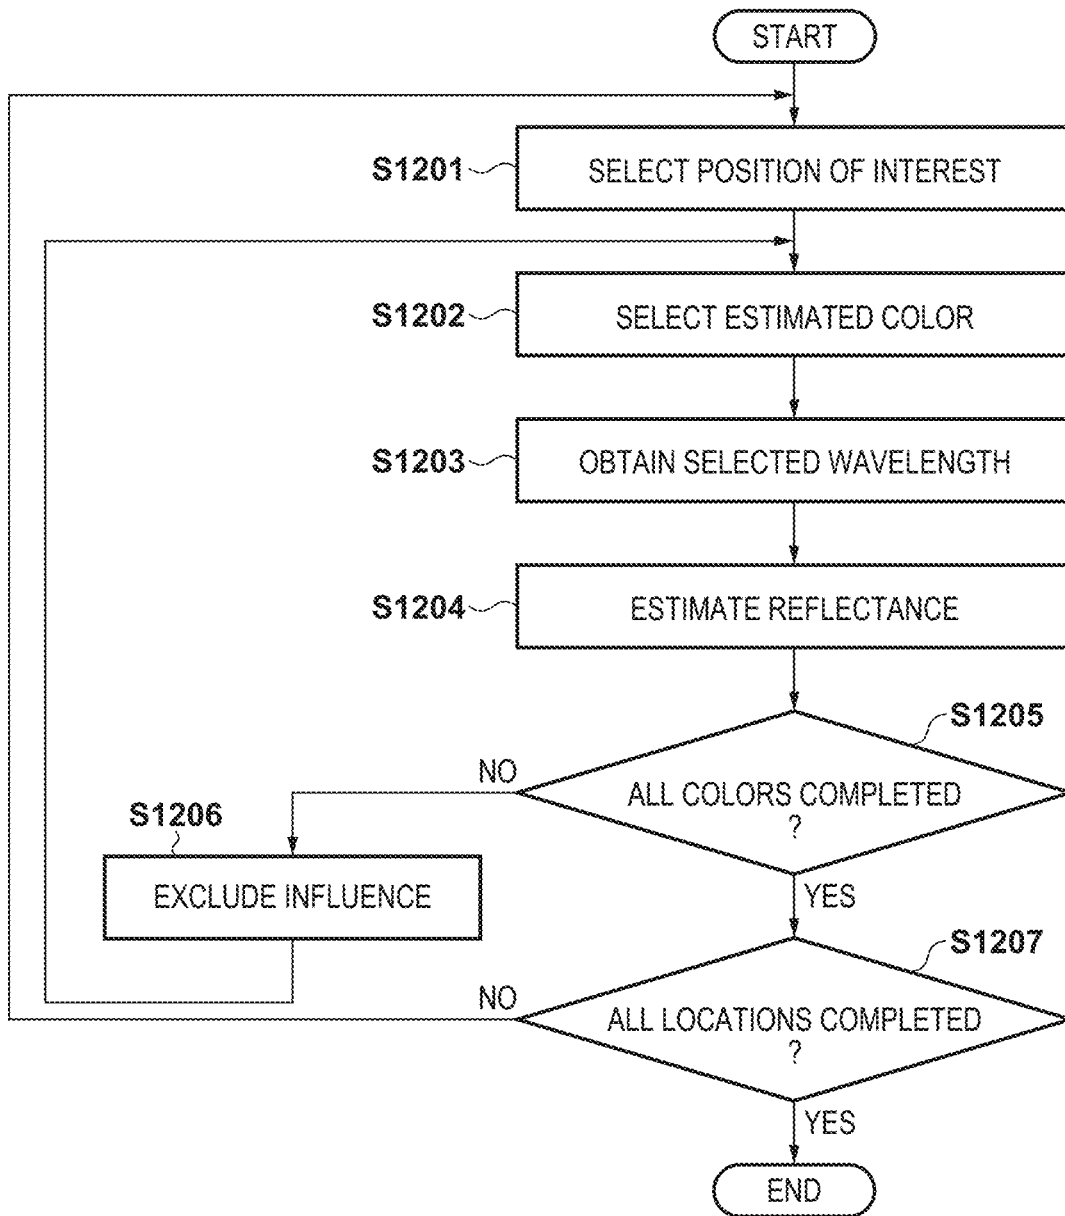 START
S1201
SELECT POSITION OF INTEREST
S1202
SELECT ESTIMATED COLOR
S1203
OBTAIN SELECTED WAVELENGTH
S1204
ESTIMATE REFLECTANCE
S1205
NO
ALL COLORS COMPLETED
?
S1206
EXCLUDE INFLUENCE
YES
S1207
NO
ALL LOCATIONS COMPLETED
?
YES
END